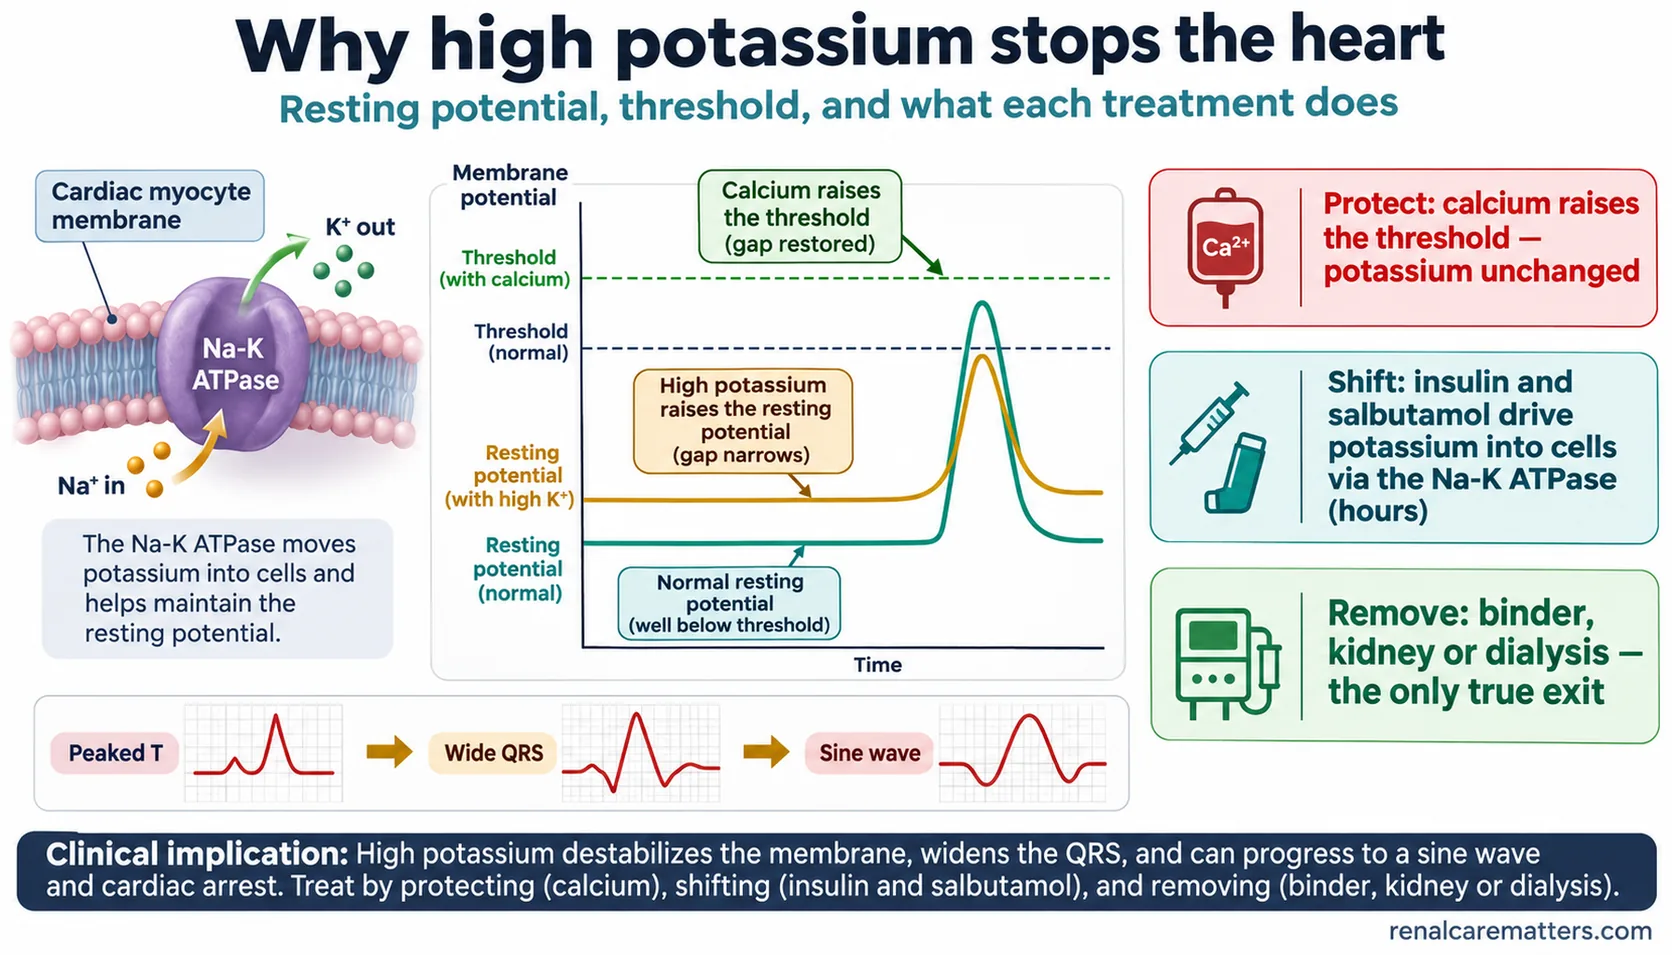 Why high potassium stops the heart
Resting potential, threshold, and what each treatment does
Cardiac myocyte
membrane
K⁺ out
Na-K
ATPase
Na⁺ in
The Na-K ATPase moves
potassium into cells and
helps maintain the
resting potential.
Membrane
potential
Calcium raises
the threshold
(gap restored)
Threshold
(with calcium)
Threshold
(normal)
High potassium
raises the resting
potential
(gap narrows)
Resting
potential
(with high K⁺)
Resting
potential
(normal)
Normal resting
potential
(well below threshold)
Time
Ca²⁺
Protect: calcium raises
the threshold —
potassium unchanged
Shift: insulin and
salbutamol drive
potassium into cells
via the Na-K ATPase
(hours)
Remove: binder,
kidney or dialysis —
the only true exit
Peaked T
Wide QRS
Sine wave
Clinical implication: High potassium destabilizes the membrane, widens the QRS, and can progress to a sine wave
and cardiac arrest. Treat by protecting (calcium), shifting (insulin and salbutamol), and removing (binder, kidney or dialysis).
renalcarematters.com